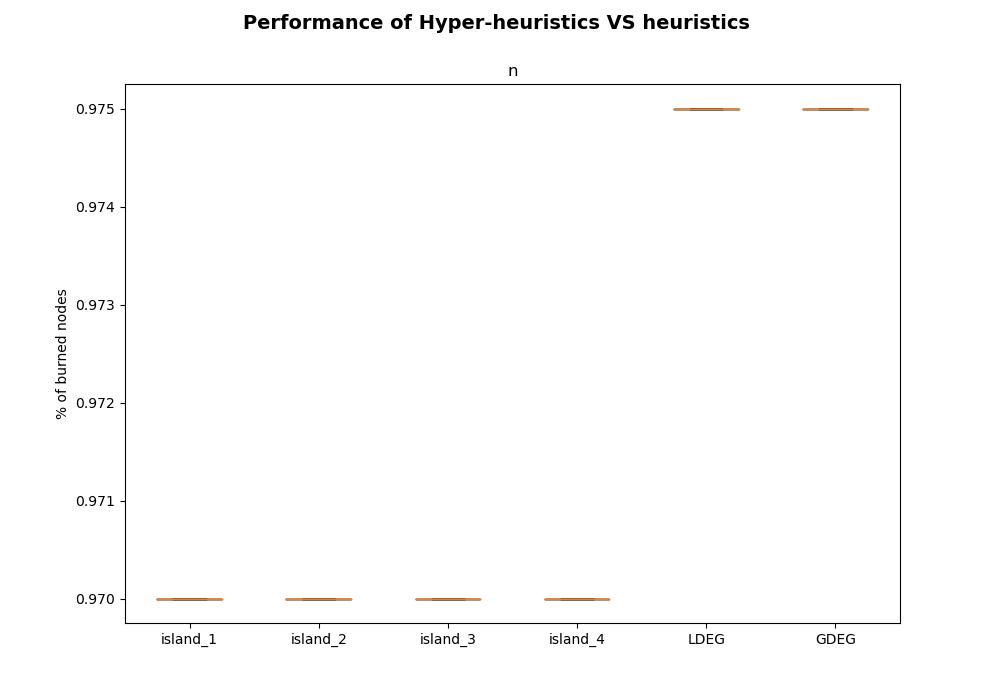 Performance of Hyper-heuristics VS heuristics
n
0.975
0.974
0.973
0.972
0.971
0.970
% of burned nodes
island_1 island_2 island_3 island_4 LDEG GDEG